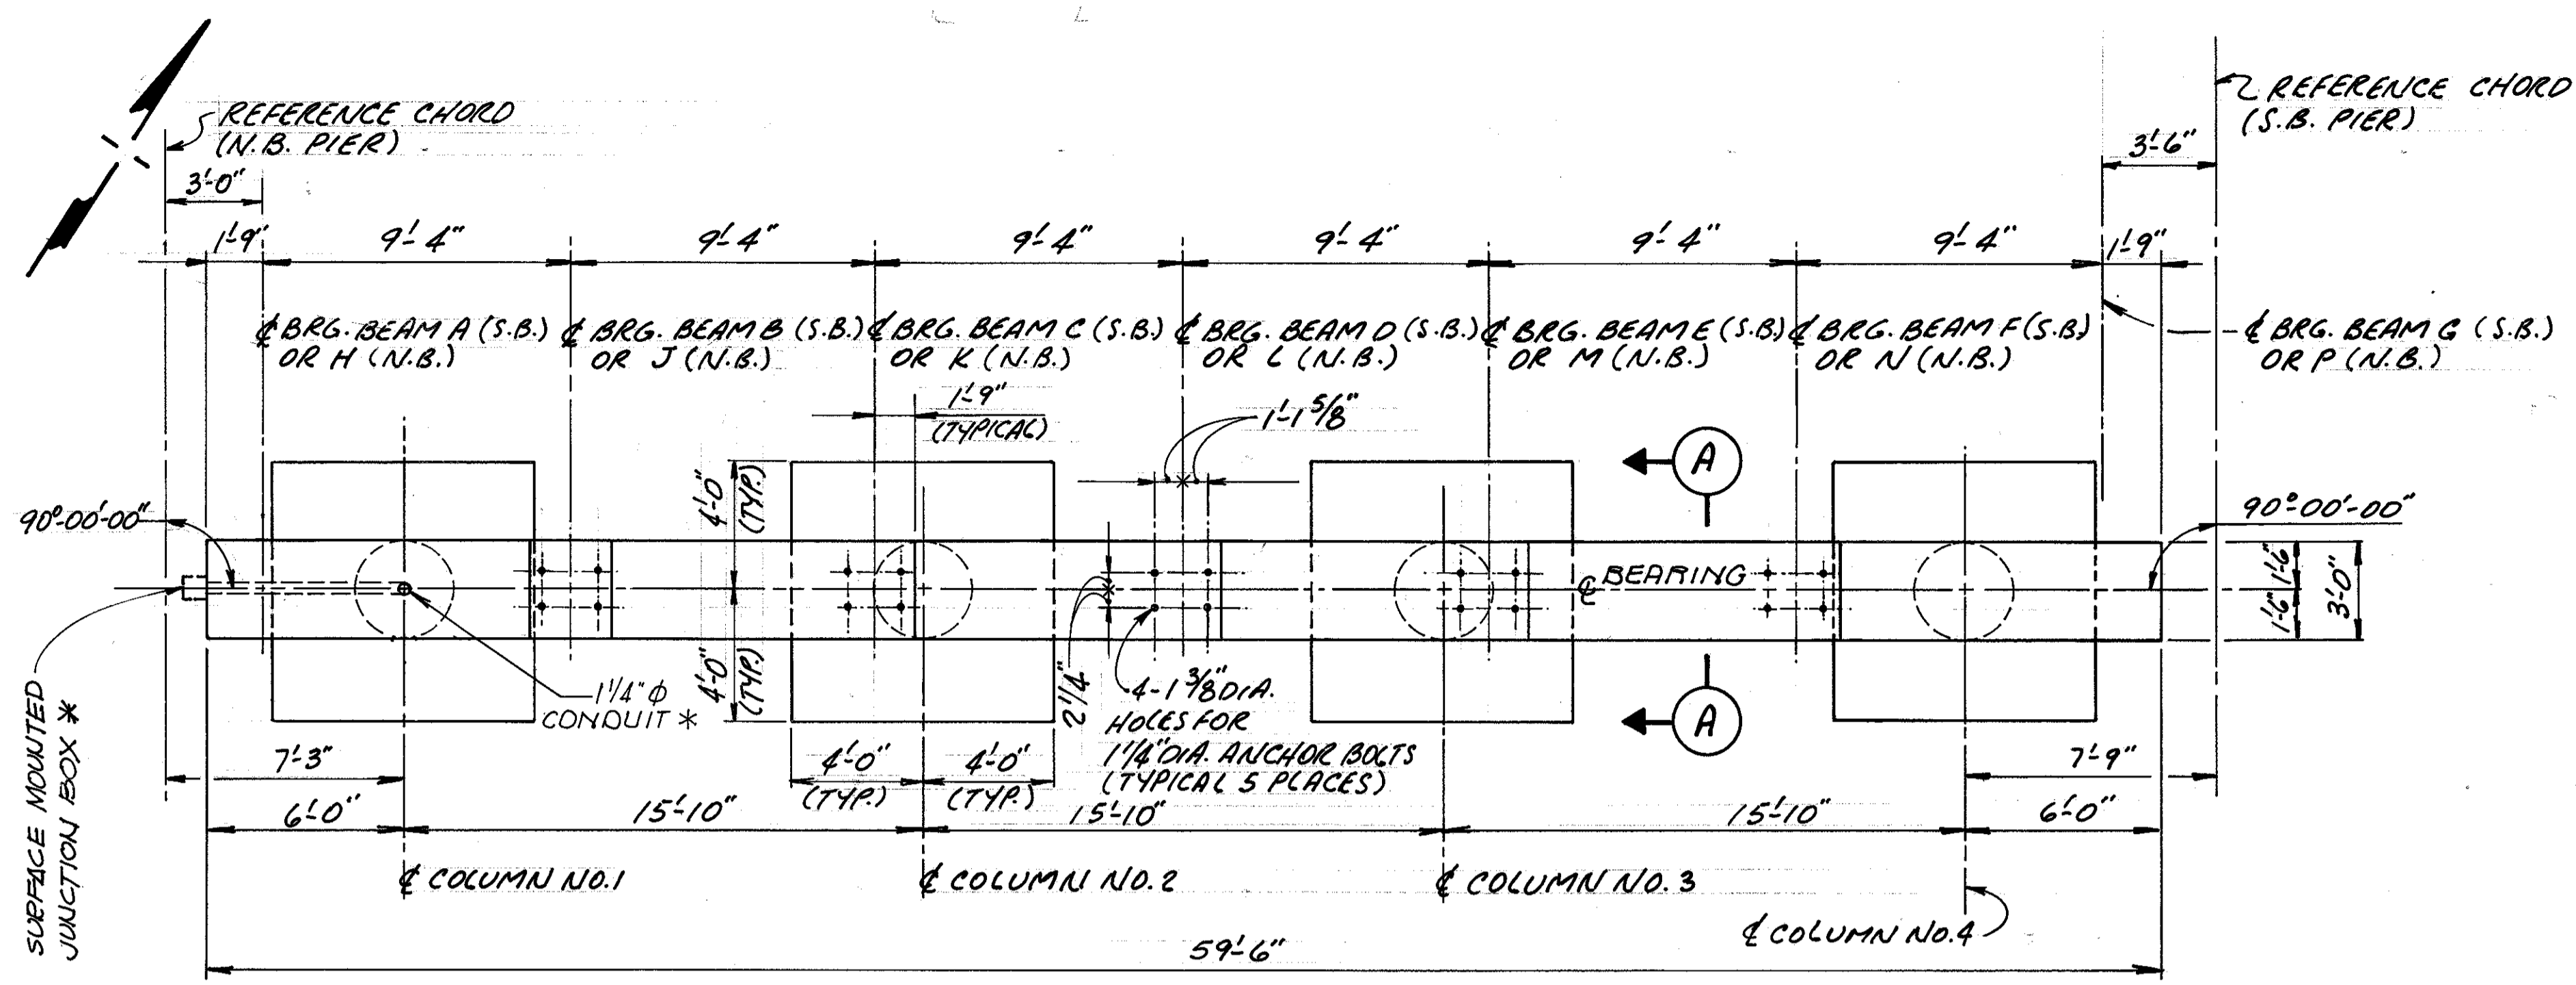 REFERENCE CHORD
(N.B. PIER)
REFERENCE CHORD
(S.B. PIER)
3'-0"
3'-6"
1'-9" 9'-4" 9'-4" 9'-4" 9'-4" 9'-4" 9'-4" 1'-9"
℄ BRG. BEAM A (S.B.)
OR H (N.B.)
℄ BRG. BEAM B (S.B.)
OR J (N.B.)
℄ BRG. BEAM C (S.B.)
OR K (N.B.)
℄ BRG. BEAM D (S.B.)
OR L (N.B.)
℄ BRG. BEAM E (S.B.)
OR M (N.B.)
℄ BRG. BEAM F (S.B)
OR N (N.B.)
℄ BRG. BEAM G (S.B.)
OR P (N.B.)
1'-9"
(TYPICAL)
1'-1 5/8"
A
4'-0"
(TYP.)
90°-00'-00"
90°-00'-00"
℄ BEARING
1'-6"
1'-6"
3'-0"
4'-0"
(TYP.)
2 1/4"
1 1/4" ϕ
CONDUIT *
4-1 3/8" DIA.
HOLES FOR
1 1/4" DIA. ANCHOR BOLTS
(TYPICAL 5 PLACES)
A
SURFACE MOUNTED
JUNCTION BOX *
7'-3"
4'-0"
(TYP.)
4'-0"
(TYP.)
7'-9"
6'-0" 15'-10" 15'-10" 15'-10" 6'-0"
℄ COLUMN NO.1
℄ COLUMN NO.2
℄ COLUMN NO.3
℄ COLUMN NO.4
59'-6"